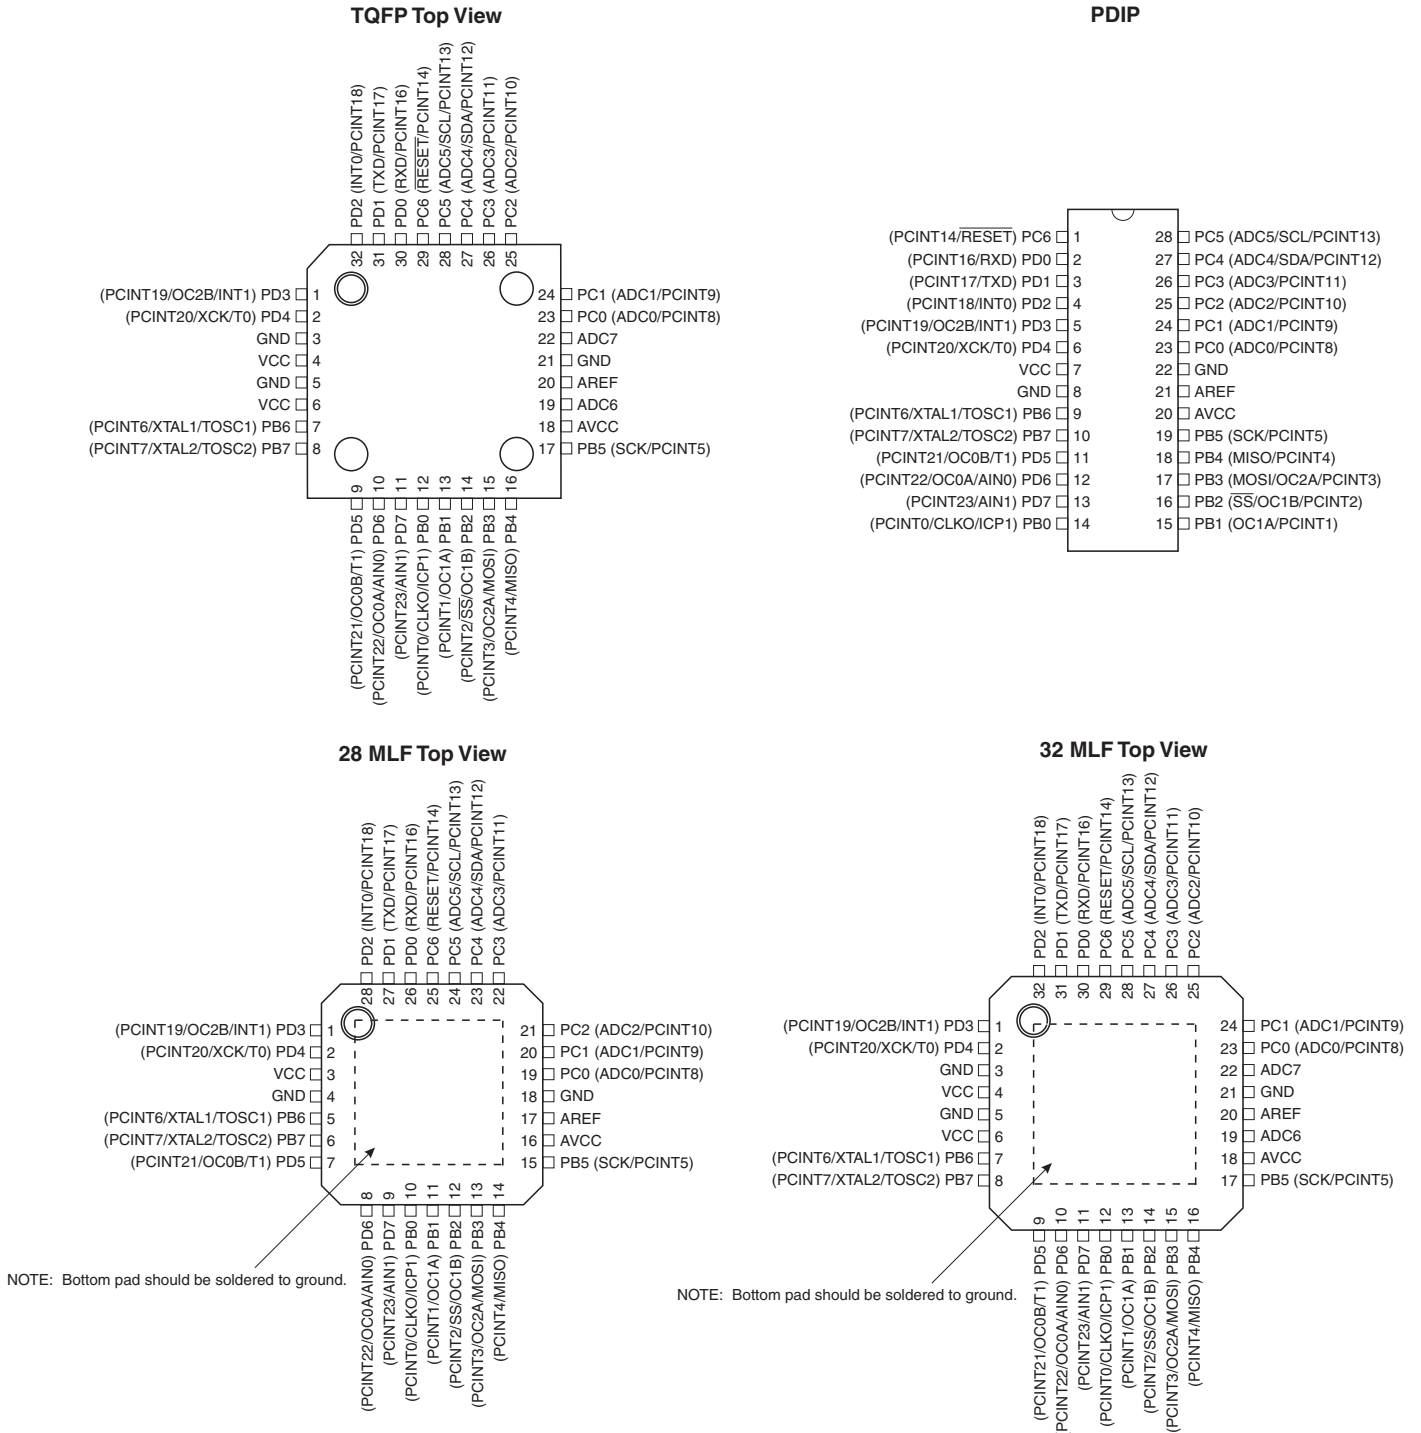 TQFP Top View
PD2 (INT0/PCINT18)
PD1 (TXD/PCINT17)
PD0 (RXD/PCINT16)
PC6 (RESET/PCINT14)
PC5 (ADC5/SCL/PCINT13)
PC4 (ADC4/SDA/PCINT12)
PC3 (ADC3/PCINT11)
PC2 (ADC2/PCINT10)
32 31 30 29 28 27 26 25
(PCINT19/OC2B/INT1) PD3 1
(PCINT20/XCK/T0) PD4 2
GND 3
VCC 4
GND 5
VCC 6
(PCINT6/XTAL1/TOSC1) PB6 7
(PCINT7/XTAL2/TOSC2) PB7 8
24 PC1 (ADC1/PCINT9)
23 PC0 (ADC0/PCINT8)
22 ADC7
21 GND
20 AREF
19 ADC6
18 AVCC
17 PB5 (SCK/PCINT5)
9 10 11 12 13 14 15 16
(PCINT21/OC0B/T1) PD5
(PCINT22/OC0A/AIN0) PD6
(PCINT23/AIN1) PD7
(PCINT0/CLKO/ICP1) PB0
(PCINT1/OC1A) PB1
(PCINT2/SS/OC1B) PB2
(PCINT3/OC2A/MOSI) PB3
(PCINT4/MISO) PB4
PDIP
(PCINT14/RESET) PC6 1
(PCINT16/RXD) PD0 2
(PCINT17/TXD) PD1 3
(PCINT18/INT0) PD2 4
(PCINT19/OC2B/INT1) PD3 5
(PCINT20/XCK/T0) PD4 6
VCC 7
GND 8
(PCINT6/XTAL1/TOSC1) PB6 9
(PCINT7/XTAL2/TOSC2) PB7 10
(PCINT21/OC0B/T1) PD5 11
(PCINT22/OC0A/AIN0) PD6 12
(PCINT23/AIN1) PD7 13
(PCINT0/CLKO/ICP1) PB0 14
28 PC5 (ADC5/SCL/PCINT13)
27 PC4 (ADC4/SDA/PCINT12)
26 PC3 (ADC3/PCINT11)
25 PC2 (ADC2/PCINT10)
24 PC1 (ADC1/PCINT9)
23 PC0 (ADC0/PCINT8)
22 GND
21 AREF
20 AVCC
19 PB5 (SCK/PCINT5)
18 PB4 (MISO/PCINT4)
17 PB3 (MOSI/OC2A/PCINT3)
16 PB2 (SS/OC1B/PCINT2)
15 PB1 (OC1A/PCINT1)
28 MLF Top View
PD2 (INT0/PCINT18)
PD1 (TXD/PCINT17)
PD0 (RXD/PCINT16)
PC6 (RESET/PCINT14)
PC5 (ADC5/SCL/PCINT13)
PC4 (ADC4/SDA/PCINT12)
PC3 (ADC3/PCINT11)
28 27 26 25 24 23 22
(PCINT19/OC2B/INT1) PD3 1
(PCINT20/XCK/T0) PD4 2
VCC 3
GND 4
(PCINT6/XTAL1/TOSC1) PB6 5
(PCINT7/XTAL2/TOSC2) PB7 6
(PCINT21/OC0B/T1) PD5 7
21 PC2 (ADC2/PCINT10)
20 PC1 (ADC1/PCINT9)
19 PC0 (ADC0/PCINT8)
18 GND
17 AREF
16 AVCC
15 PB5 (SCK/PCINT5)
8 9 10 11 12 13 14
(PCINT22/OC0A/AIN0) PD6
(PCINT23/AIN1) PD7
(PCINT0/CLKO/ICP1) PB0
(PCINT1/OC1A) PB1
(PCINT2/SS/OC1B) PB2
(PCINT3/OC2A/MOSI) PB3
(PCINT4/MISO) PB4
NOTE: Bottom pad should be soldered to ground.
32 MLF Top View
PD2 (INT0/PCINT18)
PD1 (TXD/PCINT17)
PD0 (RXD/PCINT16)
PC6 (RESET/PCINT14)
PC5 (ADC5/SCL/PCINT13)
PC4 (ADC4/SDA/PCINT12)
PC3 (ADC3/PCINT11)
PC2 (ADC2/PCINT10)
32 31 30 29 28 27 26 25
(PCINT19/OC2B/INT1) PD3 1
(PCINT20/XCK/T0) PD4 2
GND 3
VCC 4
GND 5
VCC 6
(PCINT6/XTAL1/TOSC1) PB6 7
(PCINT7/XTAL2/TOSC2) PB7 8
24 PC1 (ADC1/PCINT9)
23 PC0 (ADC0/PCINT8)
22 ADC7
21 GND
20 AREF
19 ADC6
18 AVCC
17 PB5 (SCK/PCINT5)
9 10 11 12 13 14 15 16
(PCINT21/OC0B/T1) PD5
PCINT22/OC0A/AIN0) PD6
(PCINT23/AIN1) PD7
(PCINT0/CLKO/ICP1) PB0
(PCINT1/OC1A) PB1
(PCINT2/SS/OC1B) PB2
(PCINT3/OC2A/MOSI) PB3
(PCINT4/MISO) PB4
NOTE: Bottom pad should be soldered to ground.